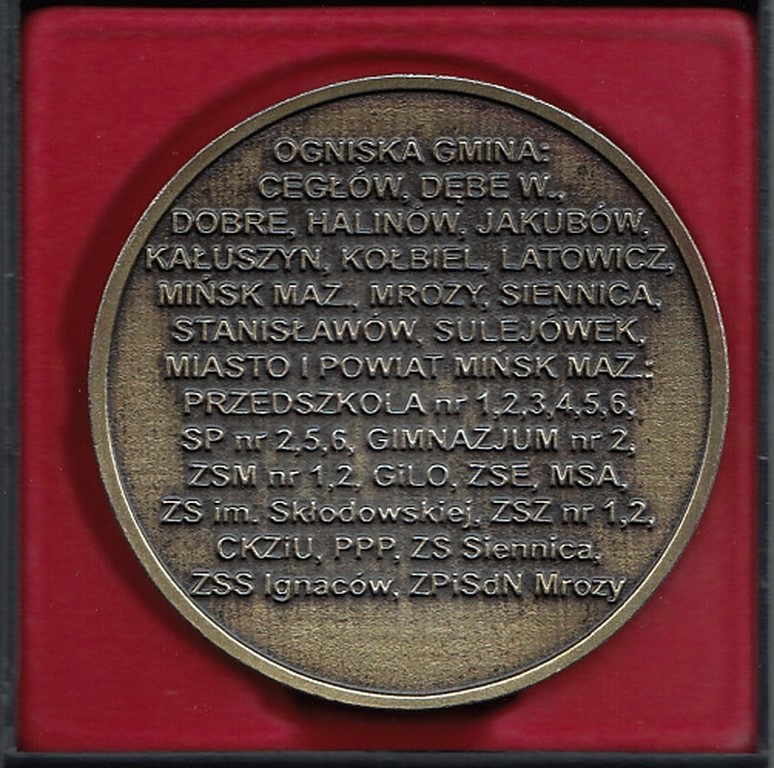 OGNISKA GMINA:
CEGŁÓW, DĘBE W.,
DOBRE, HALINÓW, JAKUBÓW,
KAŁUSZYN, KOŁBIEL, LATOWICZ,
MIŃSK MAZ., MROZY, SIENNICA,
STANISŁAWÓW, SULEJÓWEK,
MIASTO I POWIAT MIŃSK MAZ.:
PRZEDSZKOLA nr 1,2,3,4,5,6,
SP nr 2,5,6, GIMNAZJUM nr 2,
ZSM nr 1,2, GiLO, ZSE, MSA,
ZS im. Skłodowskiej, ZSZ nr 1,2,
CKZiU, PPP, ZS Siennica,
ZSS Ignaców, ZPiSdN Mrozy